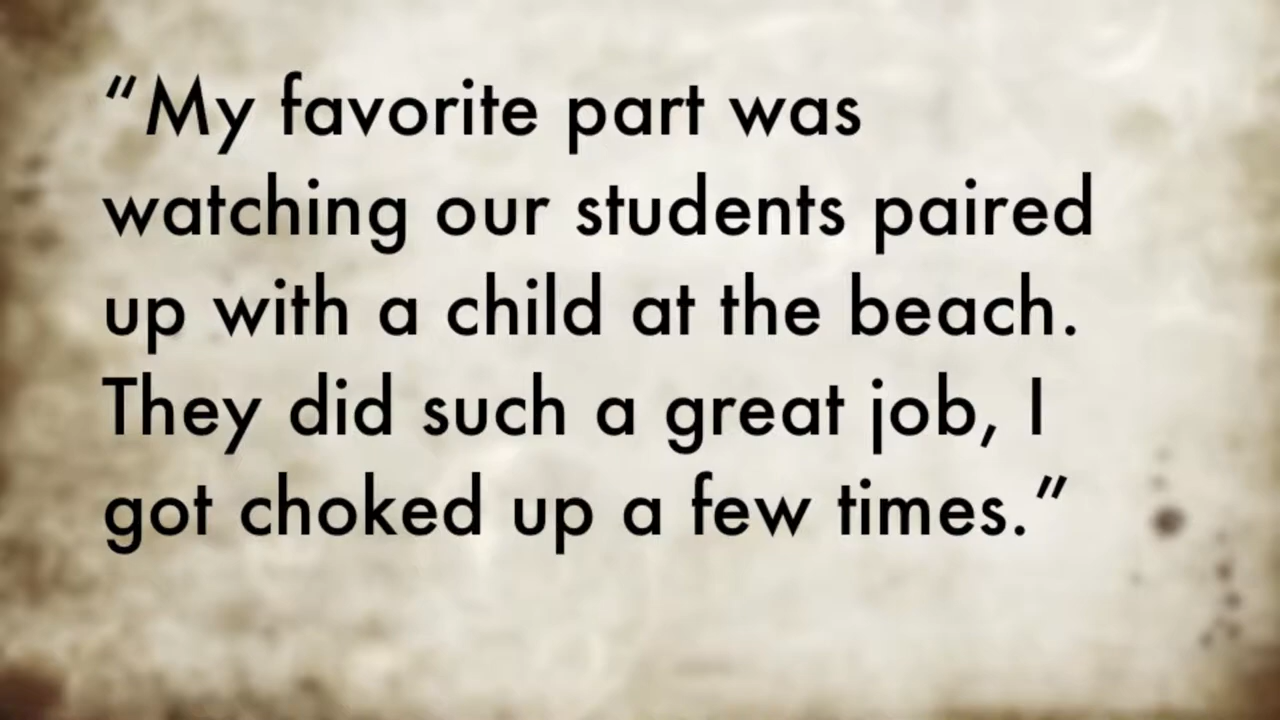 “My favorite part was
watching our students paired
up with a child at the beach.
They did such a great job, I
got choked up a few times.”